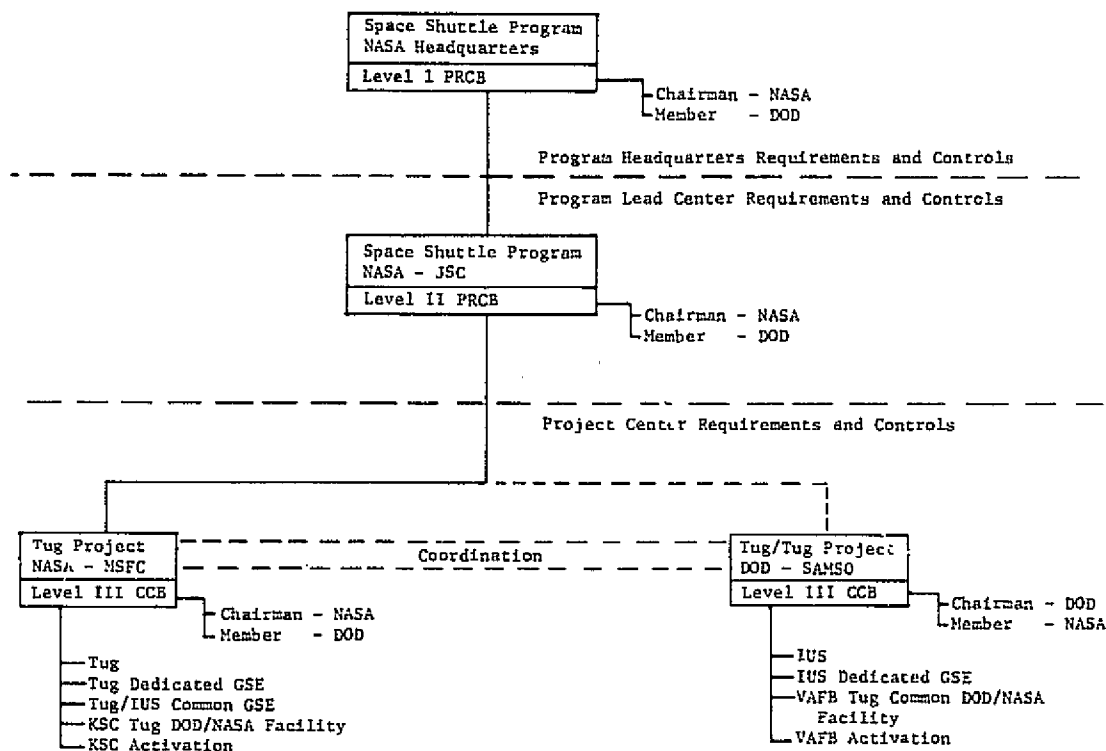 Space Shuttle Program
NASA Headquarters
Level 1 PRCB
Chairman - NASA
Member - DOD
Program Headquarters Requirements and Controls
Program Lead Center Requirements and Controls
Space Shuttle Program
NASA - JSC
Level II PRCB
Chairman - NASA
Member - DOD
Project Center Requirements and Controls
Tug Project
NASA - MSFC
Level III CCB
Chairman - NASA
Member - DOD
Tug
Tug Dedicated GSE
Tug/IUS Common GSE
KSC Tug DOD/NASA Facility
KSC Activation
Coordination
Tug/Tug Project
DOD - SAMSO
Level III CCB
Chairman - DOD
Member - NASA
IUS
IUS Dedicated GSE
VAFB Tug Common DOD/NASA
Facility
VAFB Activation